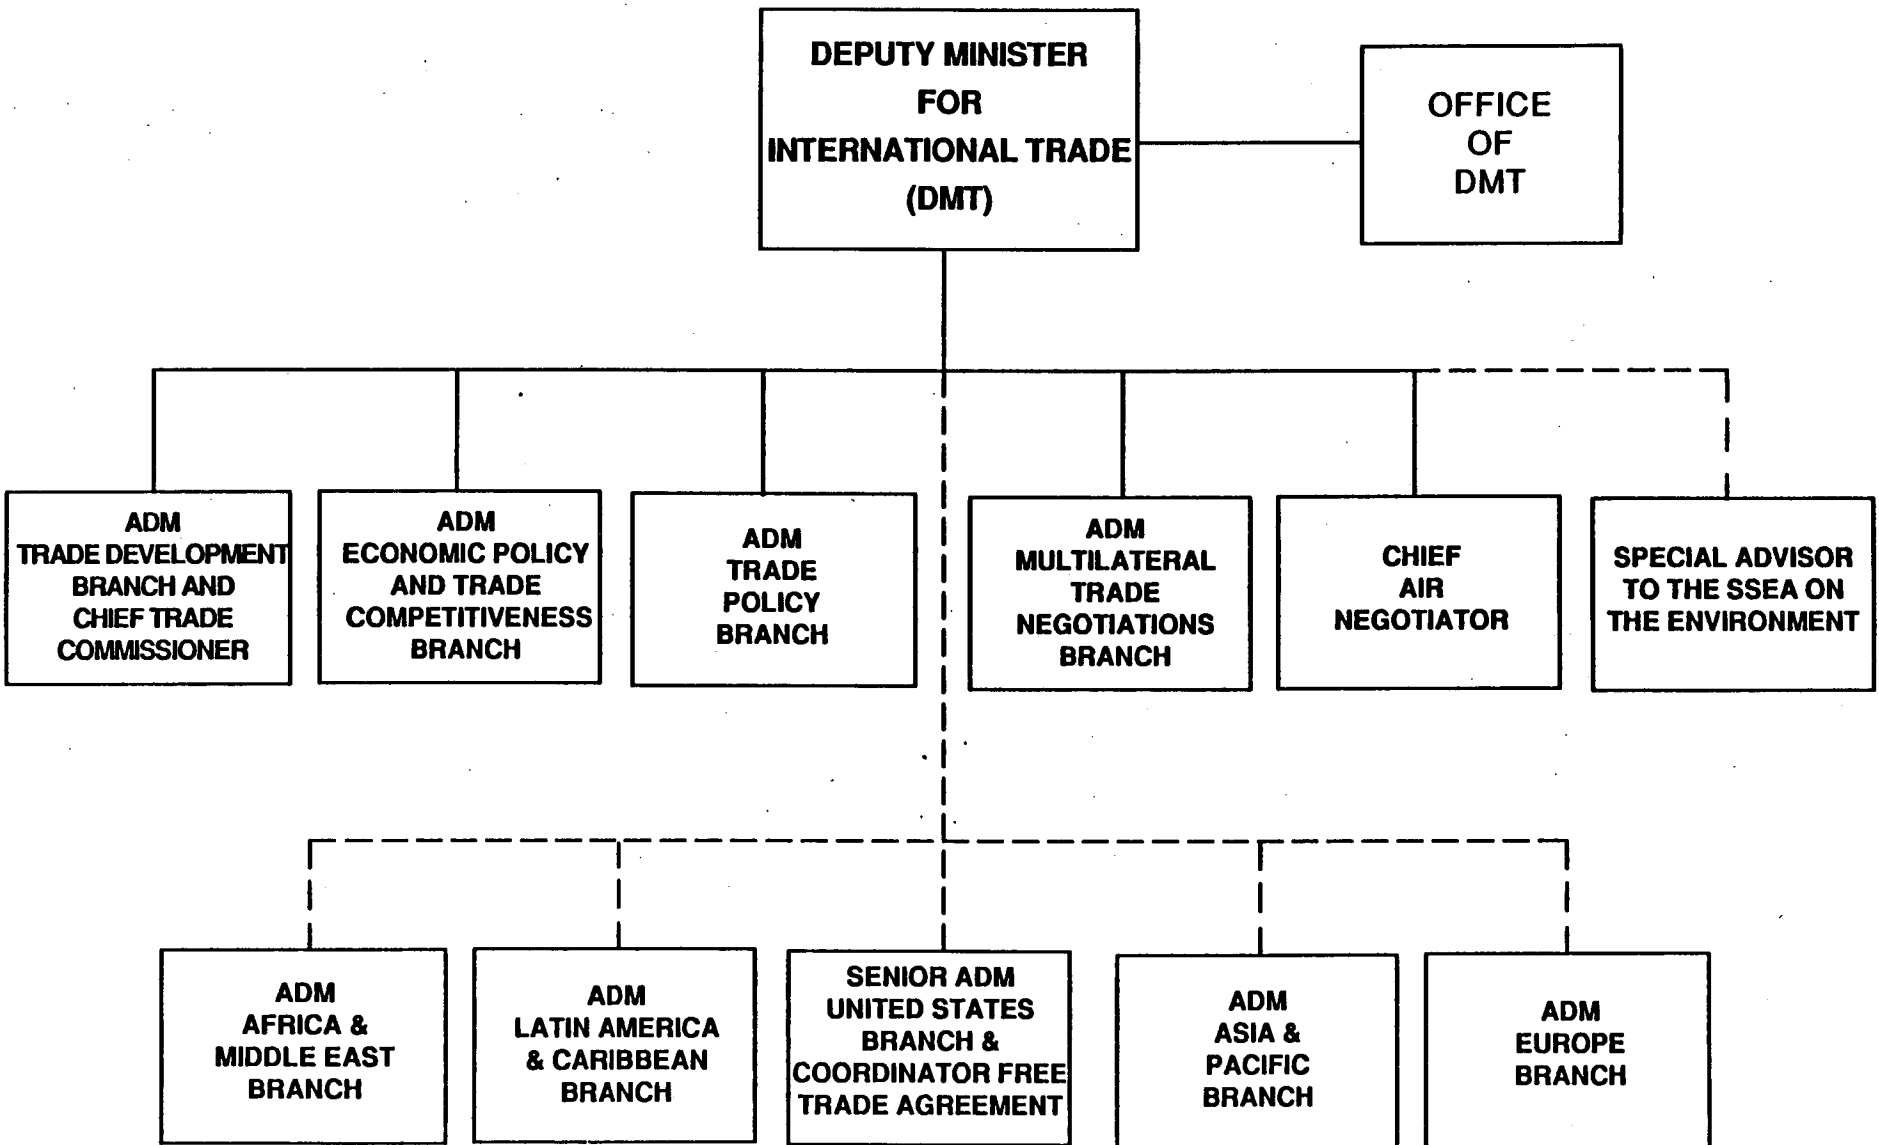 DEPUTY MINISTER
FOR
INTERNATIONAL TRADE
(DMT)
OFFICE
OF
DMT
ADM
TRADE DEVELOPMENT
BRANCH AND
CHIEF TRADE
COMMISSIONER
ADM
ECONOMIC POLICY
AND TRADE
COMPETITIVENESS
BRANCH
ADM
TRADE
POLICY
BRANCH
ADM
MULTILATERAL
TRADE
NEGOTIATIONS
BRANCH
CHIEF
AIR
NEGOTIATOR
SPECIAL ADVISOR
TO THE SSEA ON
THE ENVIRONMENT
ADM
AFRICA &
MIDDLE EAST
BRANCH
ADM
LATIN AMERICA
& CARIBBEAN
BRANCH
SENIOR ADM
UNITED STATES
BRANCH &
COORDINATOR FREE
TRADE AGREEMENT
ADM
ASIA &
PACIFIC
BRANCH
ADM
EUROPE
BRANCH